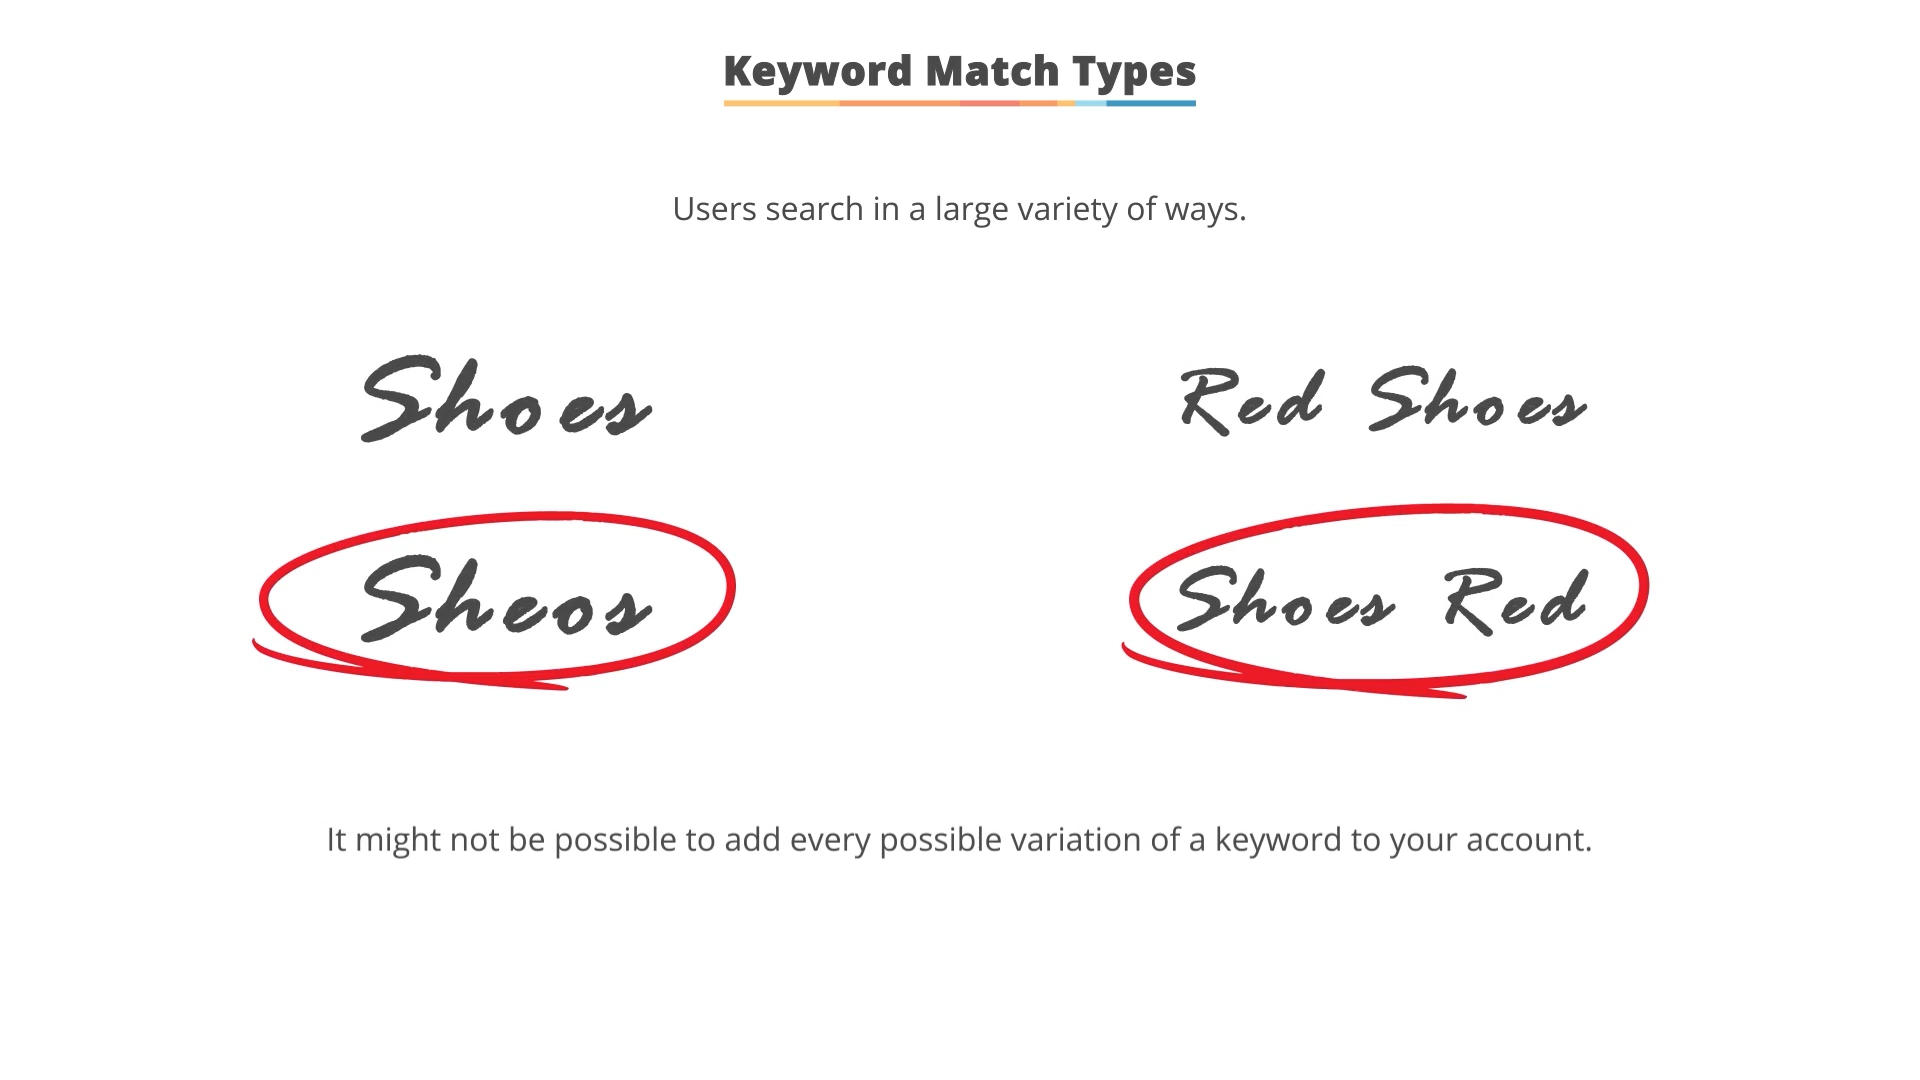 Keyword Match Types
Users search in a large variety of ways.
Shoes
Red Shoes
Sheos
Shoes Red
It might not be possible to add every possible variation of a keyword to your account.